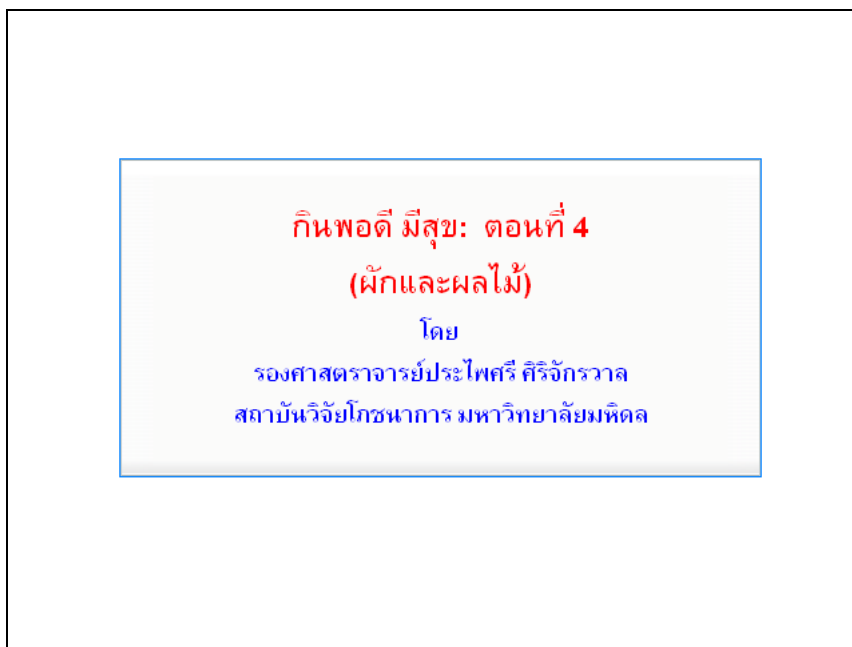 กินพอดี มีสุข: ตอนที่ 4
(ผักและผลไม้)
โดย
รองศาสตราจารย์ประไพศรี ศิริจักรวาล
สถาบันวิจัยโภชนาการ มหาวิทยาลัยมหิดล